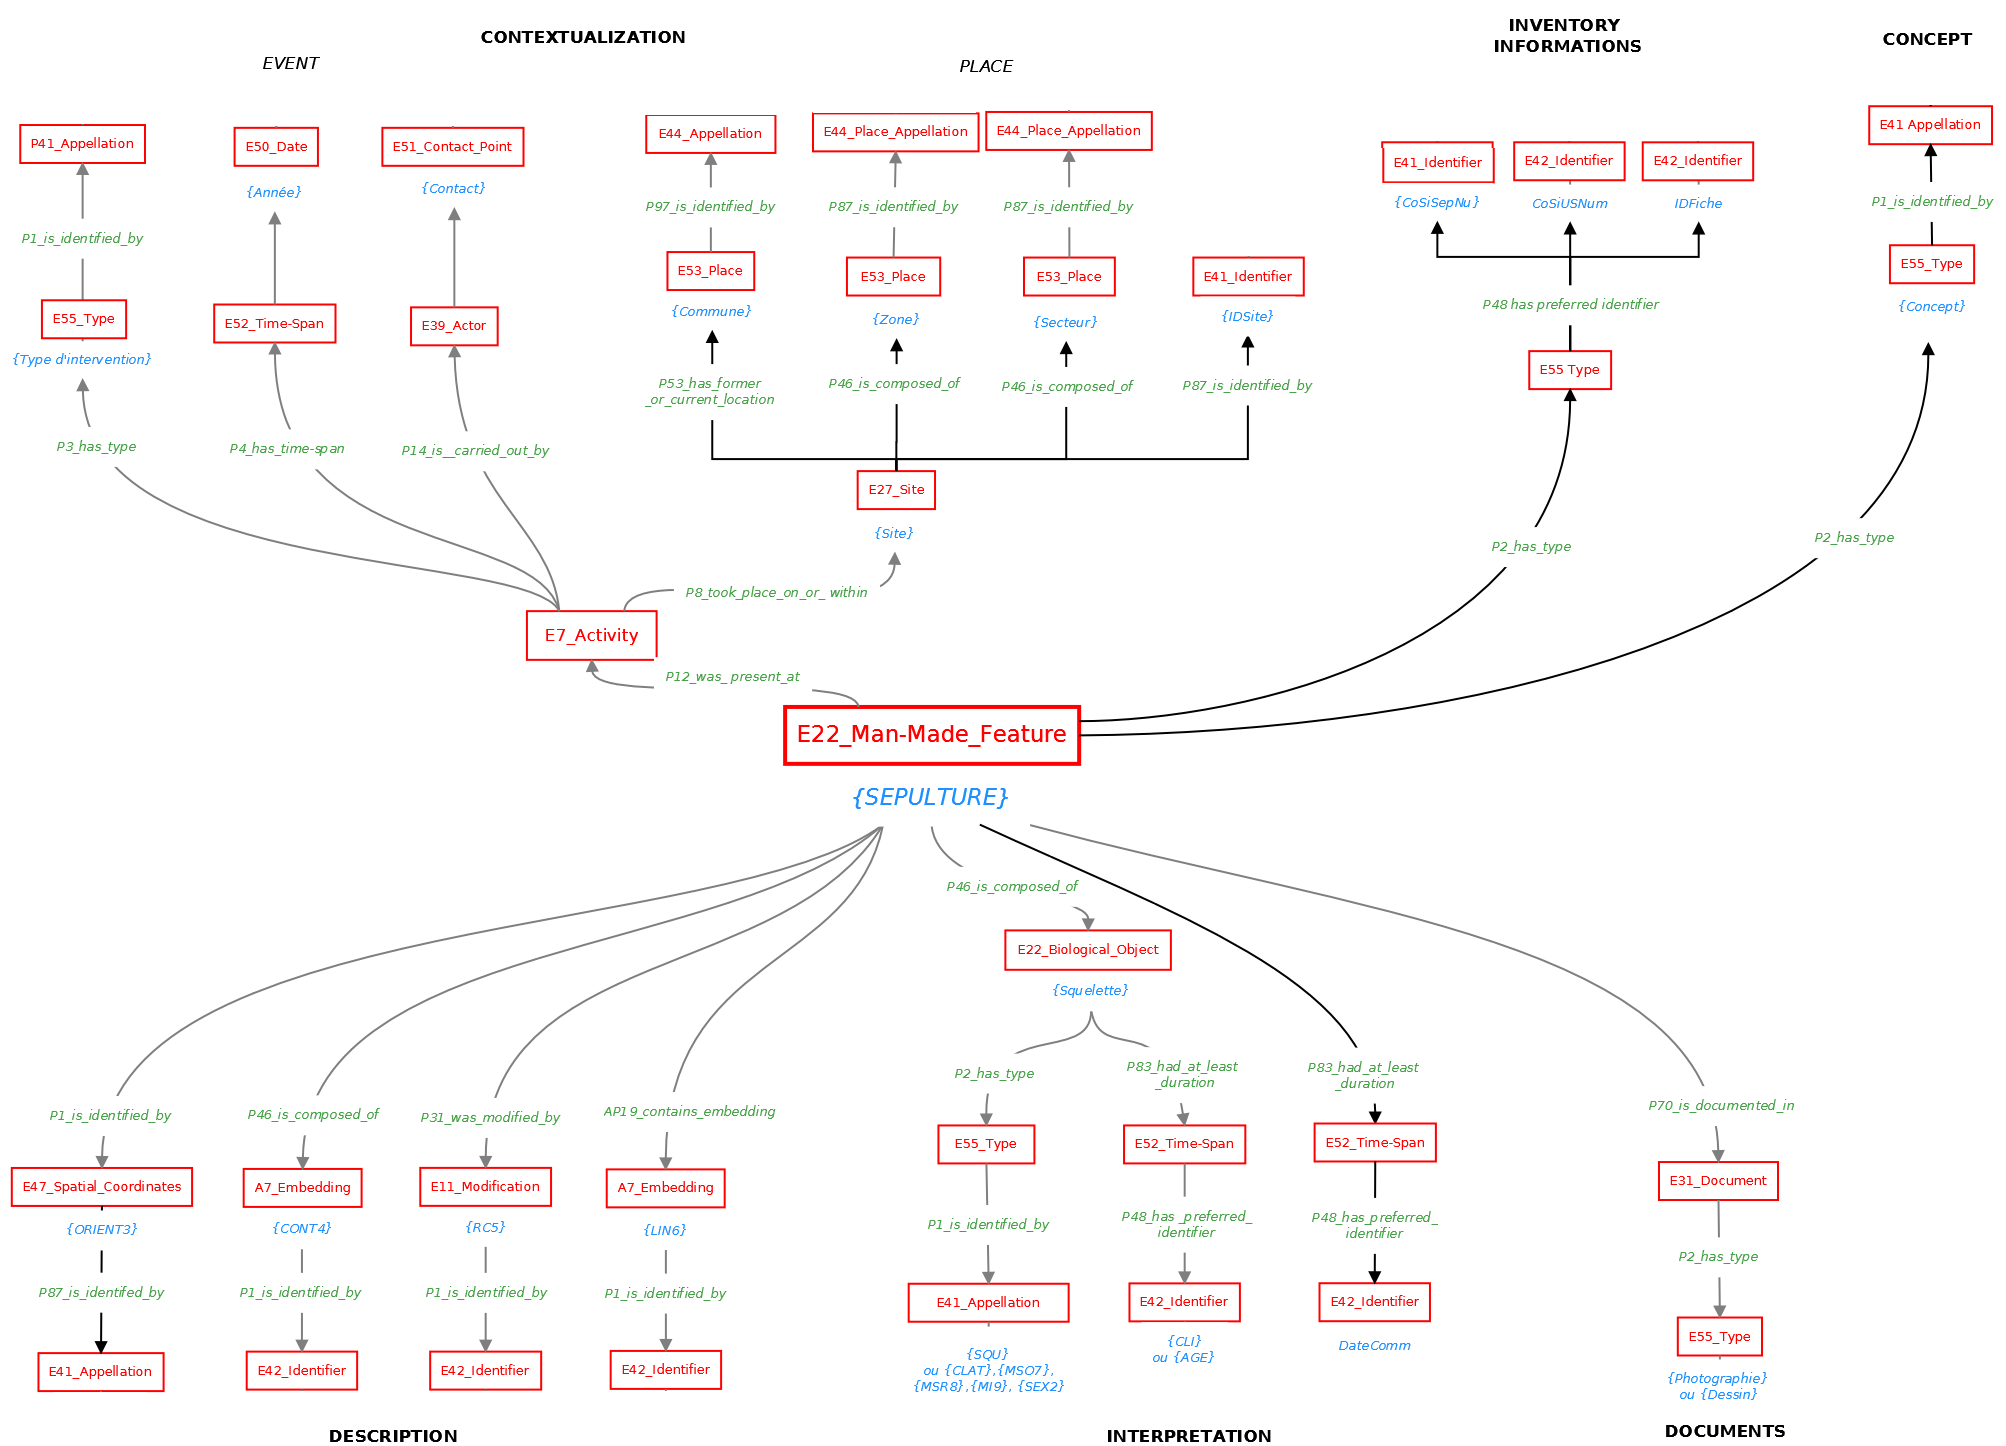 CONTEXTUALIZATION
INVENTORY
INFORMATIONS
CONCEPT
EVENT
PLACE
P41_Appellation
E50_Date
E51_Contact_Point
E44_Appellation
E44_Place_Appellation
E44_Place_Appellation
E41_Identifier
E42_Identifier
E42_Identifier
E41 Appellation
{Année}
{Contact}
{CoSiSepNu}
CoSiUSNum
IDFiche
P1_is_identified_by
P97_is_identified_by
P87_is_identified_by
P87_is_identified_by
P1_is_identified_by
E53_Place
E53_Place
E53_Place
E41_Identifier
E55_Type
{Commune}
{Zone}
{Secteur}
{IDSite}
P48 has preferred identifier
{Concept}
E55_Type
E52_Time-Span
E39_Actor
{Type d'intervention}
E55 Type
P53_has_former
_or_current_location
P46_is_composed_of
P46_is_composed_of
P87_is_identified_by
P3_has_type
P4_has_time-span
P14_is__carried_out_by
E27_Site
{Site}
P2_has_type
P2_has_type
P8_took_place_on_or_ within
E7_Activity
P12_was_ present_at
E22_Man-Made_Feature
{SEPULTURE}
P46_is_composed_of
E22_Biological_Object
{Squelette}
P2_has_type
P83_had_at_least
_duration
P83_had_at_least
_duration
P1_is_identified_by
P46_is_composed_of
P31_was_modified_by
AP19_contains_embedding
P70_is_documented_in
E55_Type
E52_Time-Span
E52_Time-Span
E47_Spatial_Coordinates
A7_Embedding
E11_Modification
A7_Embedding
E31_Document
{ORIENT3}
{CONT4}
{RC5}
{LIN6}
P1_is_identified_by
P48_has _preferred_
identifier
P48_has_preferred_
identifier
P2_has_type
P87_is_identifed_by
P1_is_identified_by
P1_is_identified_by
P1_is_identified_by
E41_Appellation
E42_Identifier
E42_Identifier
E55_Type
E41_Appellation
E42_Identifier
E42_Identifier
E42_Identifier
{SQU}
ou {CLAT},{MSO7},
{MSR8},{MI9}, {SEX2}
{CLI}
ou {AGE}
DateComm
{Photographie}
ou {Dessin}
DESCRIPTION
INTERPRETATION
DOCUMENTS